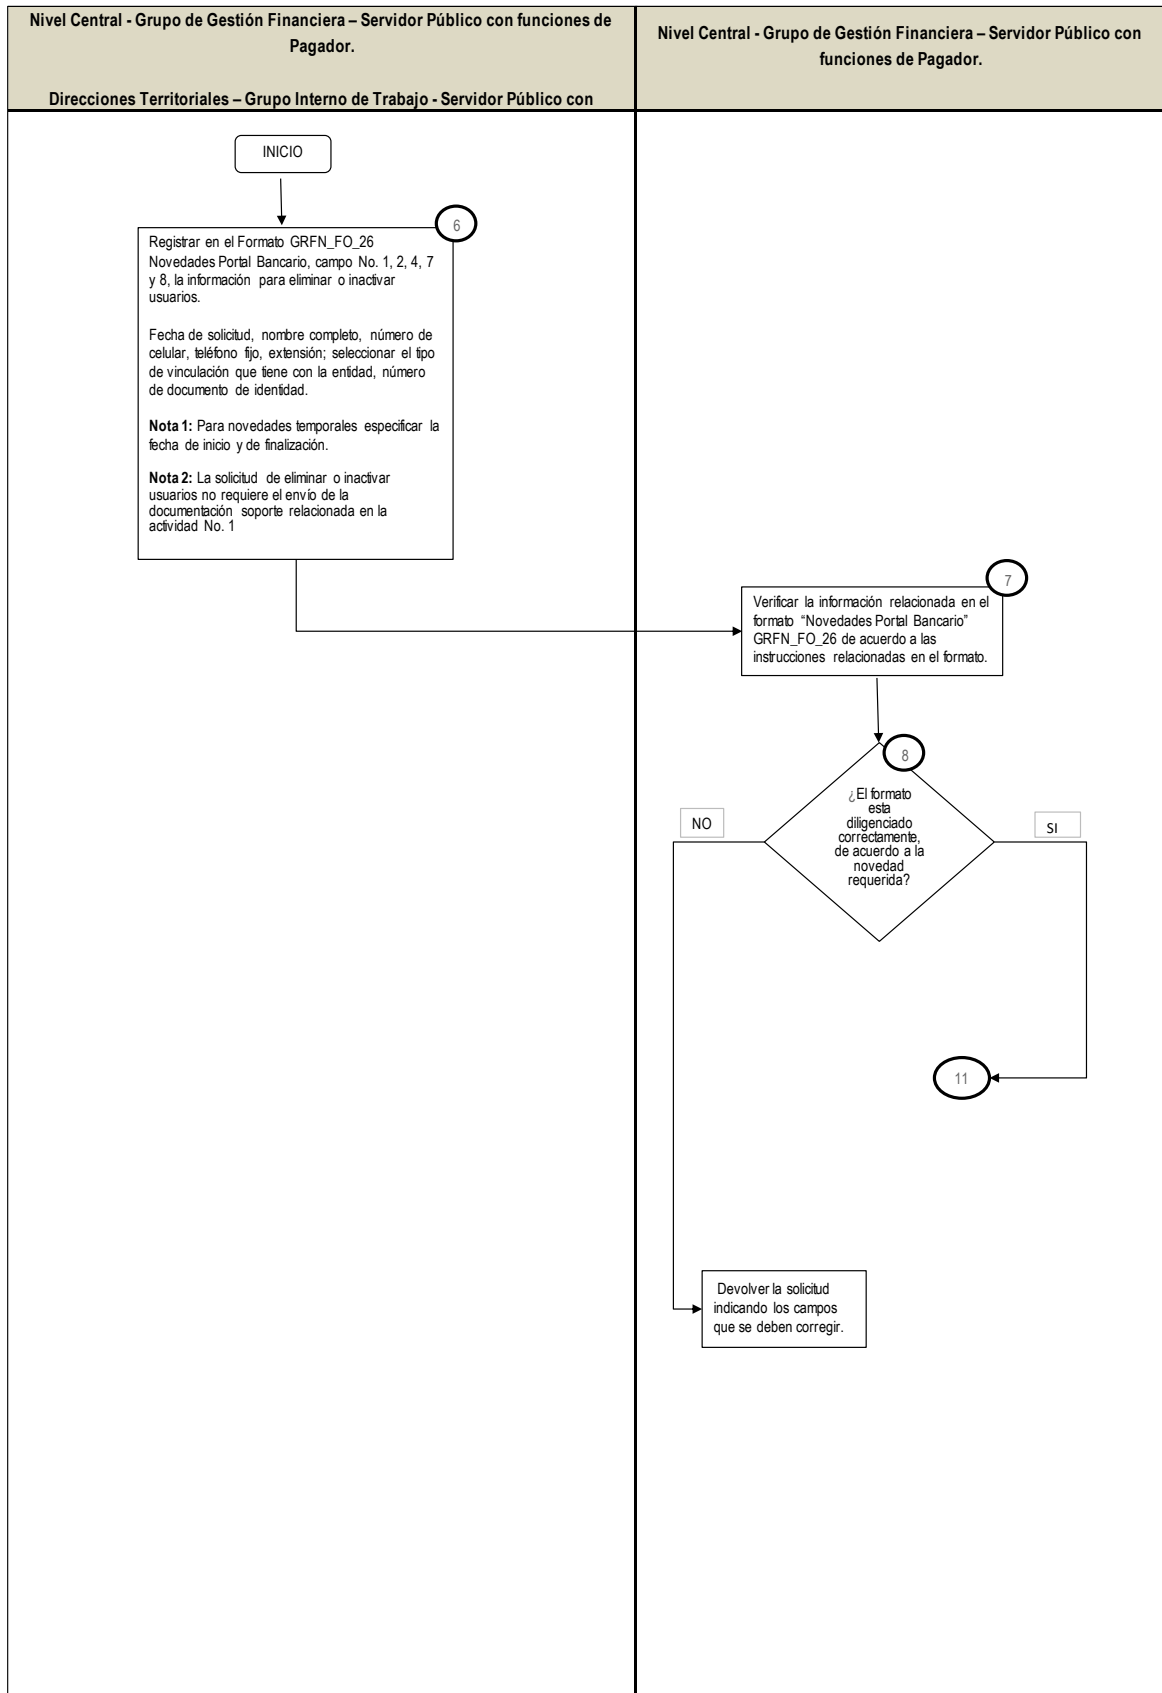 Nivel Central - Grupo de Gestión Financiera – Servidor Público con funciones de
Pagador.
Direcciones Territoriales – Grupo Interno de Trabajo - Servidor Público con
Nivel Central - Grupo de Gestión Financiera – Servidor Público con
funciones de Pagador.
INICIO
6
Registrar en el Formato GRFN_FO_26
Novedades Portal Bancario, campo No. 1, 2, 4, 7
y 8, la información para eliminar o inactivar
usuarios.
Fecha de solicitud, nombre completo, número de
celular, teléfono fijo, extensión; seleccionar el tipo
de vinculación que tiene con la entidad, número
de documento de identidad.
Nota 1: Para novedades temporales especificar la
fecha de inicio y de finalización.
Nota 2: La solicitud de eliminar o inactivar
usuarios no requiere el envío de la
documentación soporte relacionada en la
actividad No. 1
7
Verificar la información relacionada en el
formato “Novedades Portal Bancario”
GRFN_FO_26 de acuerdo a las
instrucciones relacionadas en el formato.
8
¿El formato
esta
diligenciado
correctamente,
de acuerdo a la
novedad
requerida?
NO
SI
11
Devolver la solicitud
indicando los campos
que se deben corregir.